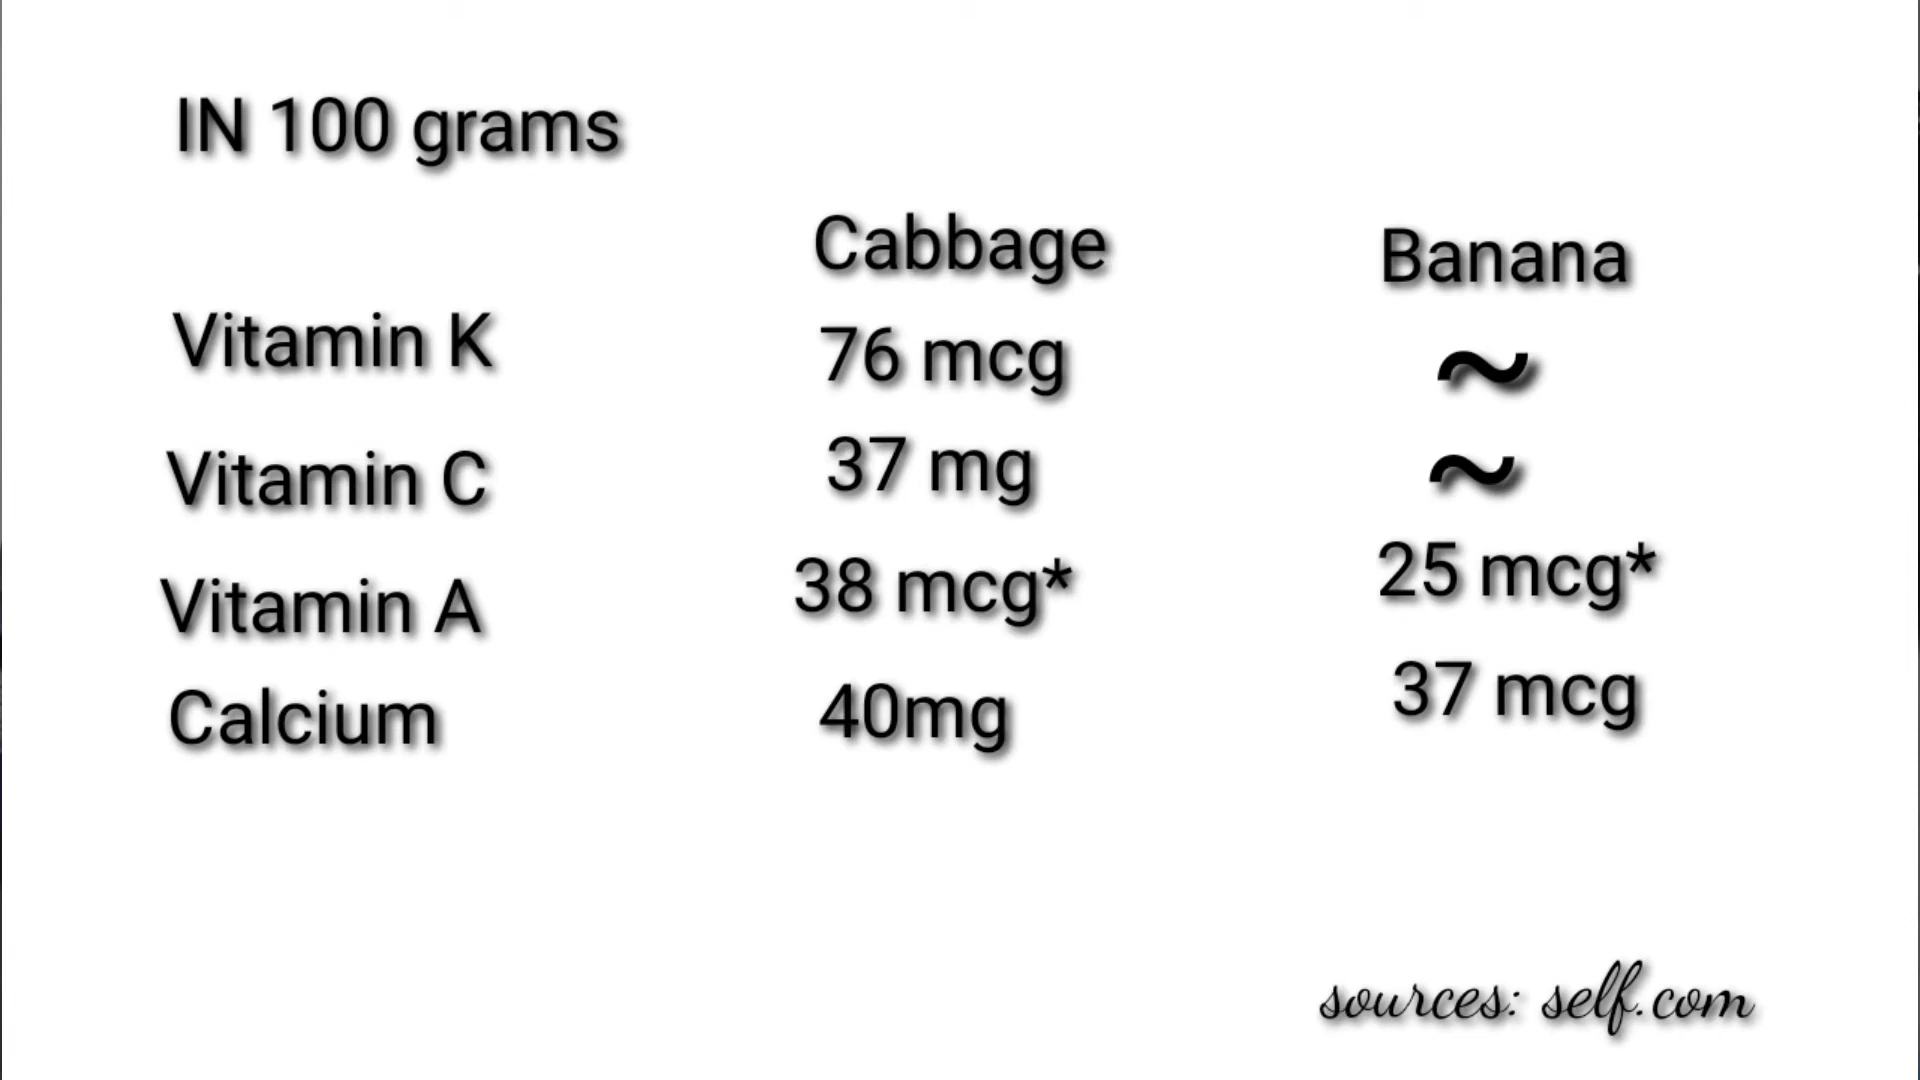 IN 100 grams
Cabbage Banana
Vitamin K 76 mcg ~
Vitamin C 37 mg ~
Vitamin A 38 mcg* 25 mcg*
Calcium 40mg 37 mcg
sources: self.com